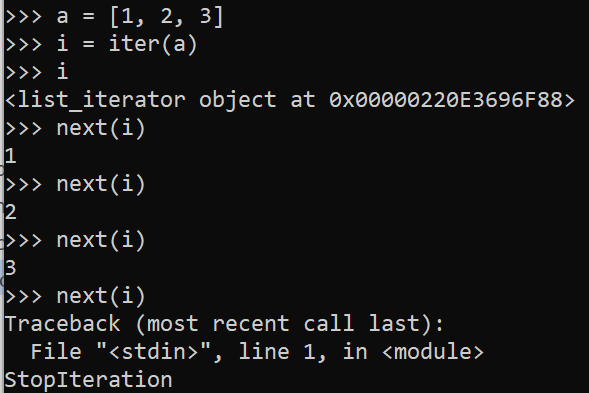 >>> a = [1, 2, 3]
>>> i = iter(a)
>>> i
<list_iterator object at 0x00000220E3696F88>
>>> next(i)
1
>>> next(i)
2
>>> next(i)
3
>>> next(i)
Traceback (most recent call last):
  File "<stdin>", line 1, in <module>
StopIteration